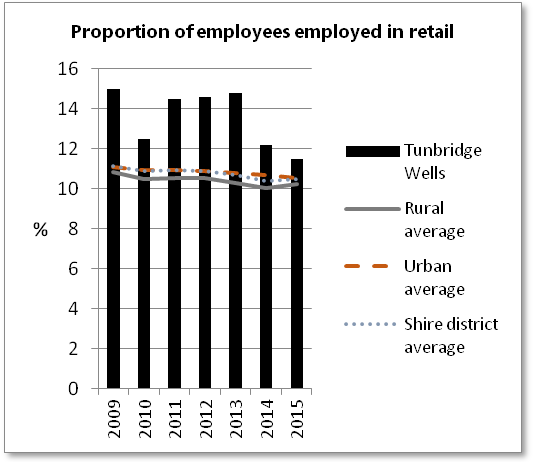 Proportion of employees employed in retail
16
14
12
10
8
6
4
2
0
%
2009
2010
2011
2012
2013
2014
2015
Tunbridge
Wells
Rural
average
Urban
average
Shire district
average